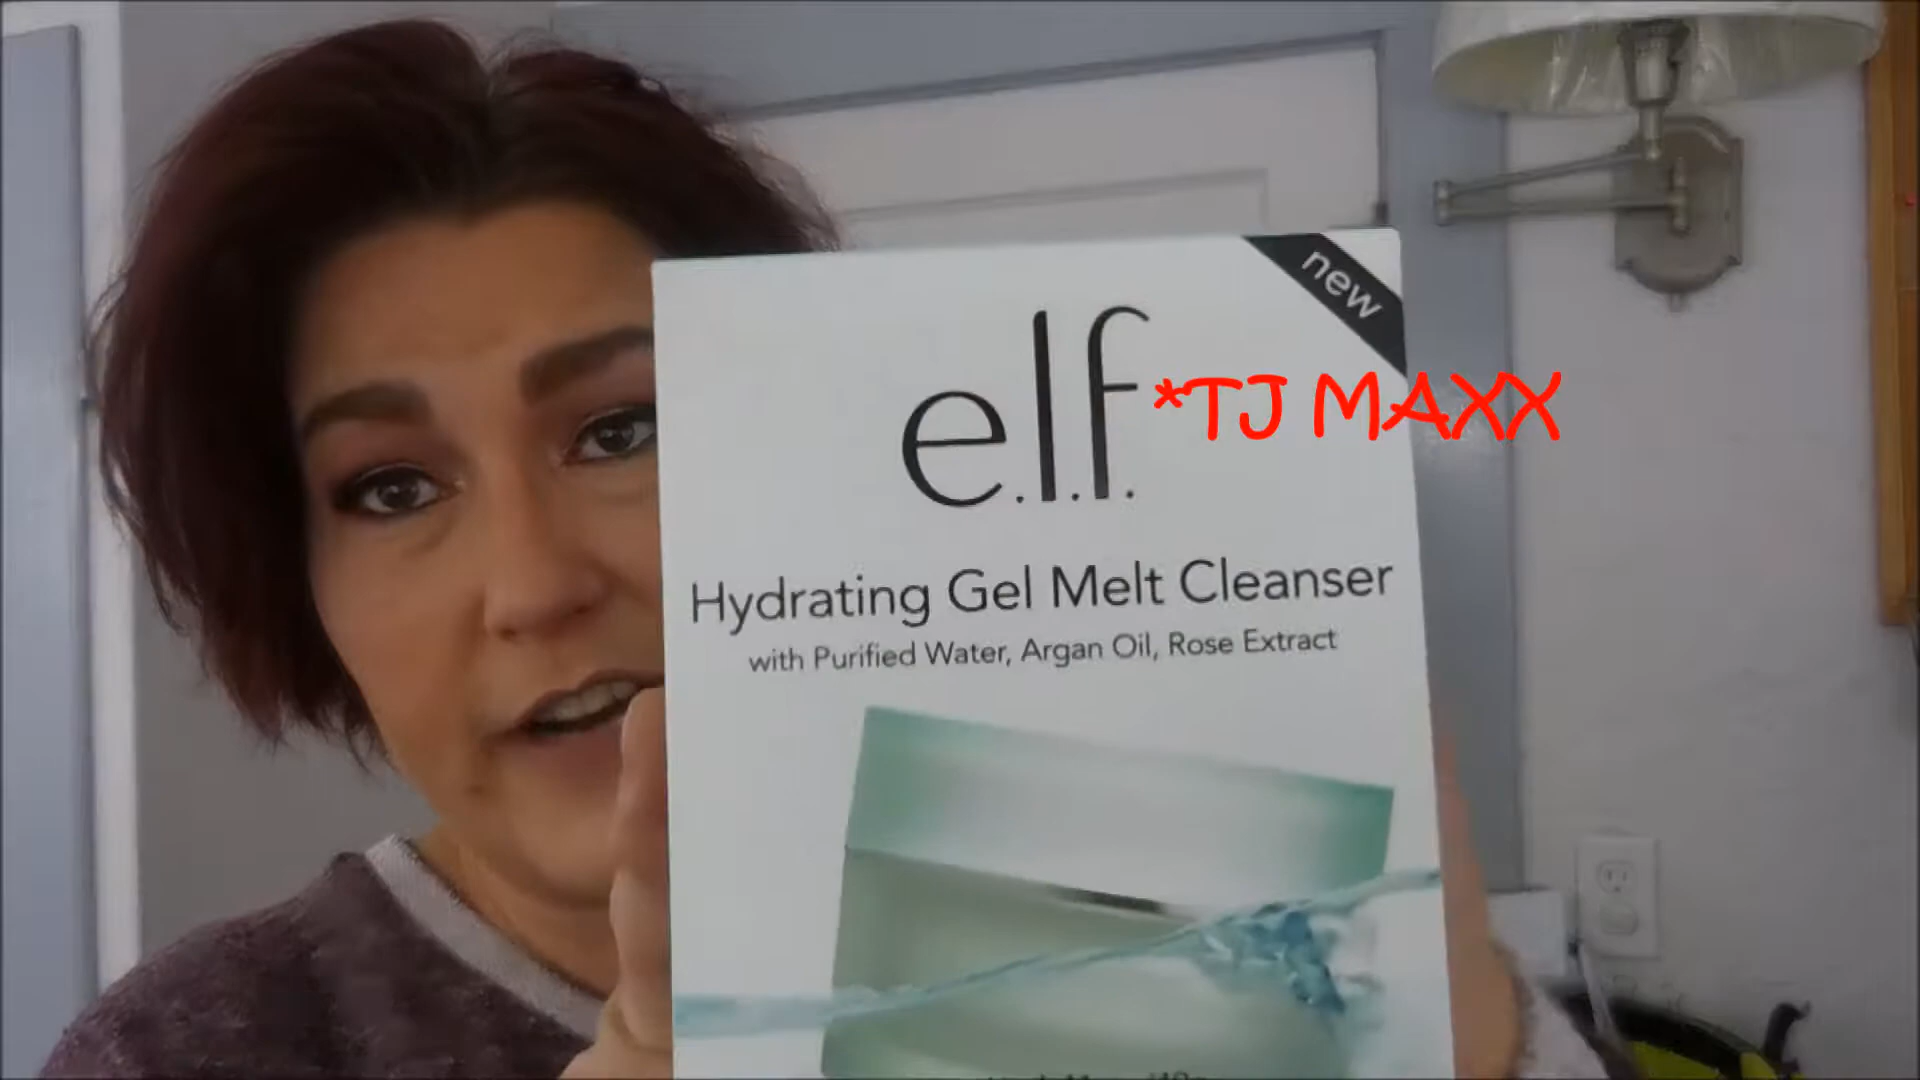 new
e.l.f.
*TJ MAXX
Hydrating Gel Melt Cleanser
with Purified Water, Argan Oil, Rose Extract